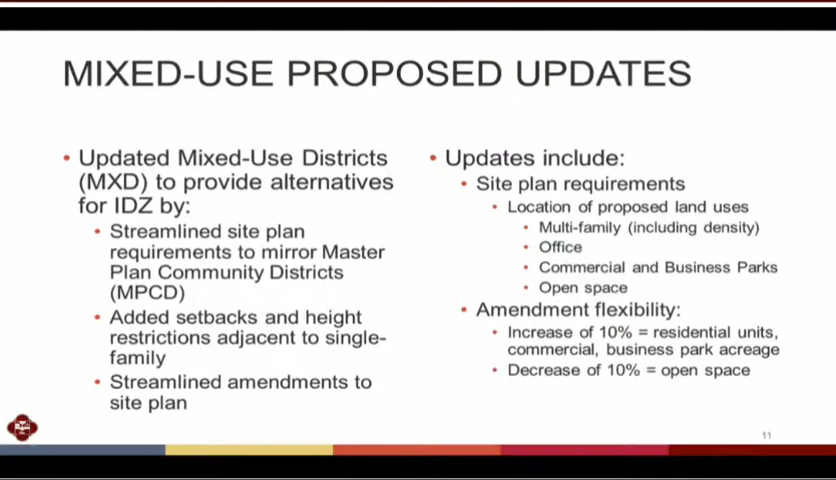 MIXED-USE PROPOSED UPDATES
• Updated Mixed-Use Districts
(MXD) to provide alternatives
for IDZ by:
• Streamlined site plan
requirements to mirror Master
Plan Community Districts
(MPCD)
• Added setbacks and height
restrictions adjacent to single-
family
• Streamlined amendments to
site plan
• Updates include:
• Site plan requirements
• Location of proposed land uses
• Multi-family (including density)
• Office
• Commercial and Business Parks
• Open space
• Amendment flexibility:
• Increase of 10% = residential units,
commercial, business park acreage
• Decrease of 10% = open space
11